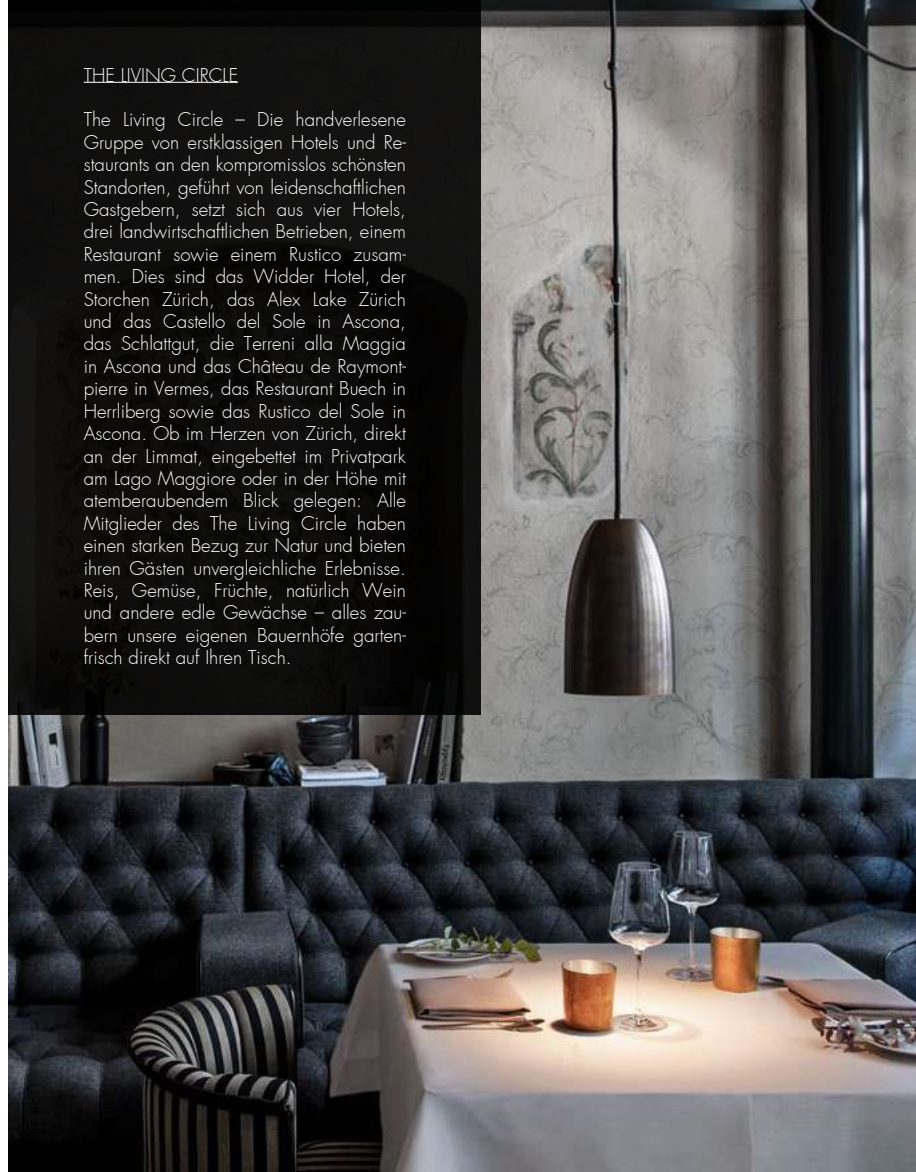 THE LIVING CIRCLE
The Living Circle – Die handverlesene
Gruppe von erstklassigen Hotels und Re-
staurants an den kompromisslos schönsten
Standorten, geführt von leidenschaftlichen
Gastgebern, setzt sich aus vier Hotels,
drei landwirtschaftlichen Betrieben, einem
Restaurant sowie einem Rustico zusam-
men. Dies sind das Widder Hotel, der
Storchen Zürich, das Alex Lake Zürich
und das Castello del Sole in Ascona,
das Schlattgut, die Terreni alla Maggia
in Ascona und das Château de Raymont-
pierre in Vermes, das Restaurant Buech in
Herrliberg sowie das Rustico del Sole in
Ascona. Ob im Herzen von Zürich, direkt
an der Limmat, eingebettet im Privatpark
am Lago Maggiore oder in der Höhe mit
atemberaubendem Blick gelegen: Alle
Mitglieder des The Living Circle haben
einen starken Bezug zur Natur und bieten
ihren Gästen unvergleichliche Erlebnisse.
Reis, Gemüse, Früchte, natürlich Wein
und andere edle Gewächse – alles zau-
bern unsere eigenen Bauernhöfe garten-
frisch direkt auf Ihren Tisch.